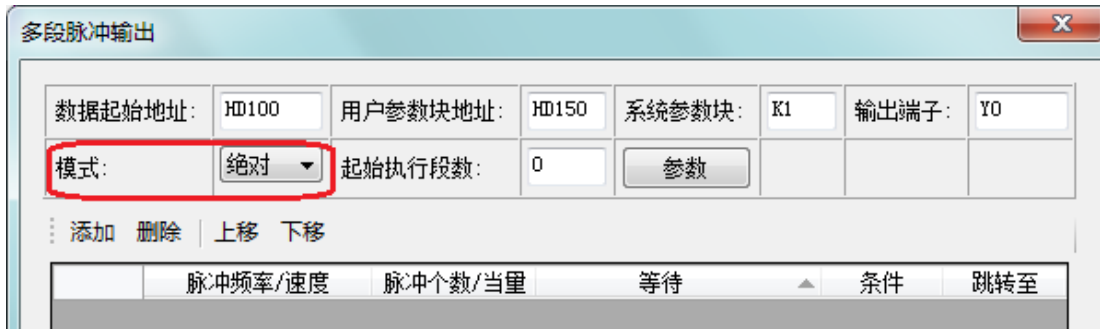 多段脉冲输出
数据起始地址: HD100 用户参数块地址: HD150 系统参数块: K1 输出端子: Y0
模式: 绝对 起始执行段数: 0 参数
添加 删除 上移 下移
脉冲频率/速度 脉冲个数/当量 等待 条件 跳转至